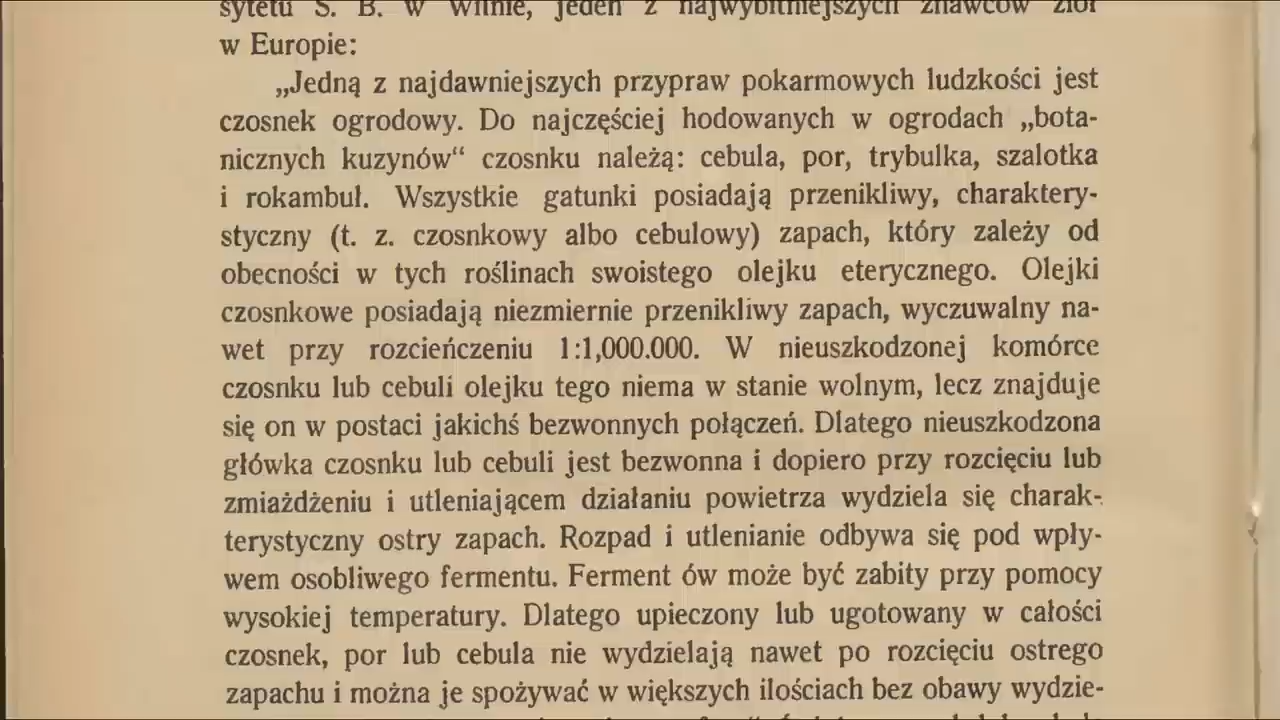 sytetu S. B. w Wilnie, jeden z najwybitniejszych znawców ziół
w Europie:
„Jedną z najdawniejszych przypraw pokarmowych ludzkości jest
czosnek ogrodowy. Do najczęściej hodowanych w ogrodach „bota-
nicznych kuzynów“ czosnku należą: cebula, por, trybulka, szalotka
i rokambuł. Wszystkie gatunki posiadają przenikliwy, charaktery-
styczny (t. z. czosnkowy albo cebulowy) zapach, który zależy od
obecności w tych roślinach swoistego olejku eterycznego. Olejki
czosnkowe posiadają niezmiernie przenikliwy zapach, wyczuwalny na-
wet przy rozcieńczeniu 1:1,000.000. W nieuszkodzonej komórce
czosnku lub cebuli olejku tego niema w stanie wolnym, lecz znajduje
się on w postaci jakichś bezwonnych połączeń. Dlatego nieuszkodzona
główka czosnku lub cebuli jest bezwonna i dopiero przy rozcięciu lub
zmiażdżeniu i utleniającem działaniu powietrza wydziela się charak-
terystyczny ostry zapach. Rozpad i utlenianie odbywa się pod wpły-
wem osobliwego fermentu. Ferment ów może być zabity przy pomocy
wysokiej temperatury. Dlatego upieczony lub ugotowany w całości
czosnek, por lub cebula nie wydzielają nawet po rozcięciu ostrego
zapachu i można je spożywać w większych ilościach bez obawy wydzie-